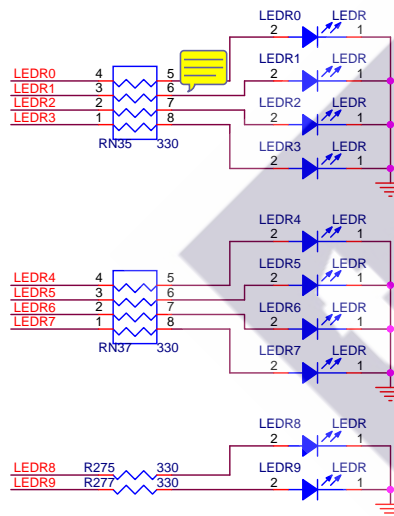 LEDR0 LEDR
2 1
LEDR0 4 5
LEDR1 LEDR
LEDR1 3 6 2 1
LEDR2 2 7
LEDR2 LEDR
LEDR3 1 8 2 1
RN35 330
LEDR3 LEDR
2 1
LEDR4 LEDR
2 1
LEDR5 LEDR
LEDR4 4 5 2 1
LEDR5 3 6
LEDR6 2 7 LEDR6 LEDR
LEDR7 1 8 2 1
RN37 330
LEDR7 LEDR
2 1
LEDR8 LEDR
2 1
LEDR8 R275 330 LEDR9 LEDR
LEDR9 R277 330 2 1